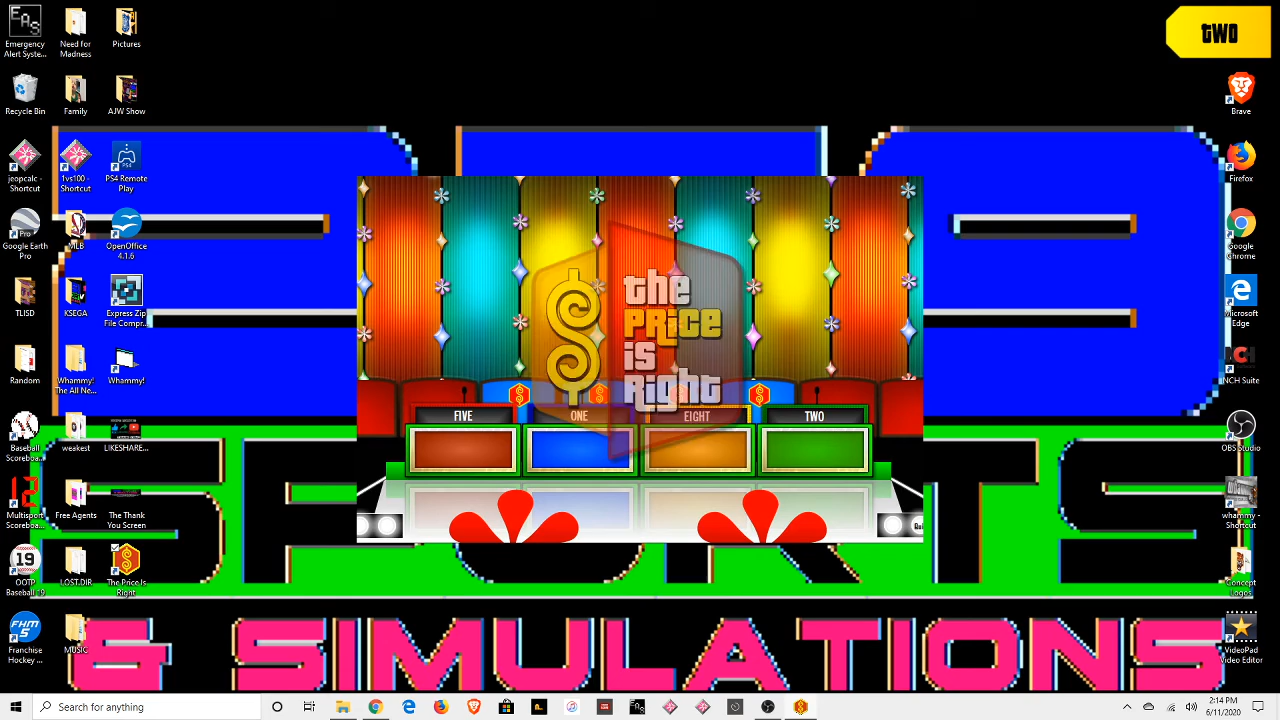 TWO
Emergency
Alert Syste...
Need for
Madness
Pictures
Recycle Bin
Family
AJW Show
Brave
jeopcalc -
Shortcut
1vs100 -
Shortcut
PS4 Remote
Play
Firefox
Google Earth
Pro
MLB
OpenOffice
4.1.6
Google
Chrome
TLISD
KSEGA
Express Zip
File Compr...
Microsoft
Edge
the
PRiCe
is
Right
Random
Whammy!
The All Ne...
Whammy!
NCH Suite
FIVE
ONE
EIGHT
TWO
Baseball
Scoreboa...
weakest
LIKESHARE...
OBS Studio
Multisport
Scoreboa...
Free Agents
The Thank
You Screen
whammy -
Shortcut
SPORTS
19
OOTP
Baseball 19
LOST.DIR
The Price Is
Right
Concept
Logos
FHM
5
Franchise
Hockey ...
MUSIC
VideoPad
Video Editor
& SIMULATIONS
Search for anything
2:14 PM
6/11/2020